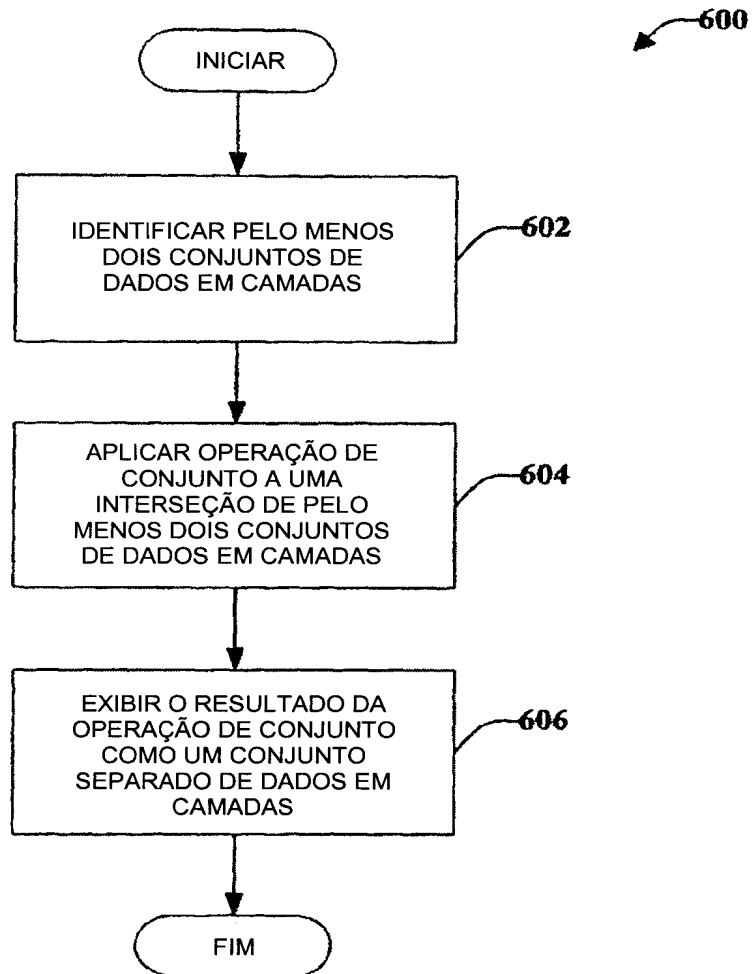 600
INICIAR
IDENTIFICAR PELO MENOS
DOIS CONJUNTOS DE
DADOS EM CAMADAS
602
APLICAR OPERAÇÃO DE
CONJUNTO A UMA
INTERSEÇÃO DE PELO
MENOS DOIS CONJUNTOS
DE DADOS EM CAMADAS
604
EXIBIR O RESULTADO DA
OPERAÇÃO DE CONJUNTO
COMO UM CONJUNTO
SEPARADO DE DADOS EM
CAMADAS
606
FIM